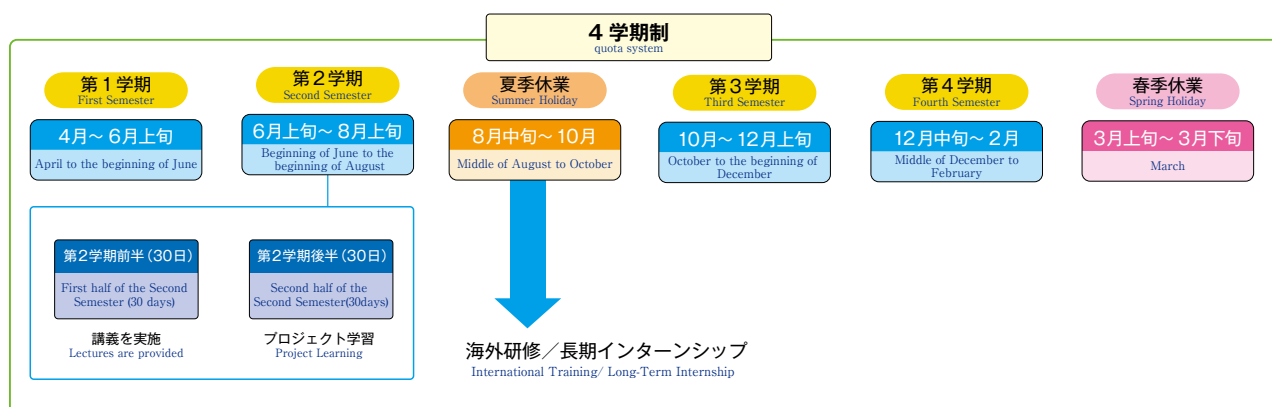 4 学期制
quota system
第1学期
First Semester
4月～ 6月上旬
April to the beginning of June
第2学期
Second Semester
6月上旬～ 8月上旬
Beginning of June to the
beginning of August
夏季休業
Summer Holiday
8月中旬～ 10月
Middle of August to October
第3学期
Third Semester
10月～ 12月上旬
October to the beginning of
December
第4学期
Fourth Semester
12月中旬～ 2月
Middle of December to
February
春季休業
Spring Holiday
3月上旬～ 3月下旬
March
第2学期前半（30日）
First half of the Second
Semester (30 days)
講義を実施
Lectures are provided
第2学期後半（30日）
Second half of the
Second Semester(30days)
プロジェクト学習
Project Learning
海外研修／長期インターンシップ
International Training/ Long-Term Internship